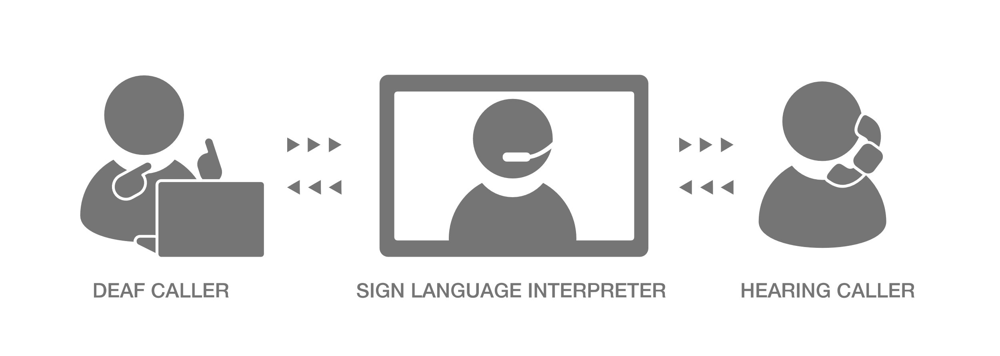 DEAF CALLER
SIGN LANGUAGE INTERPRETER
HEARING CALLER